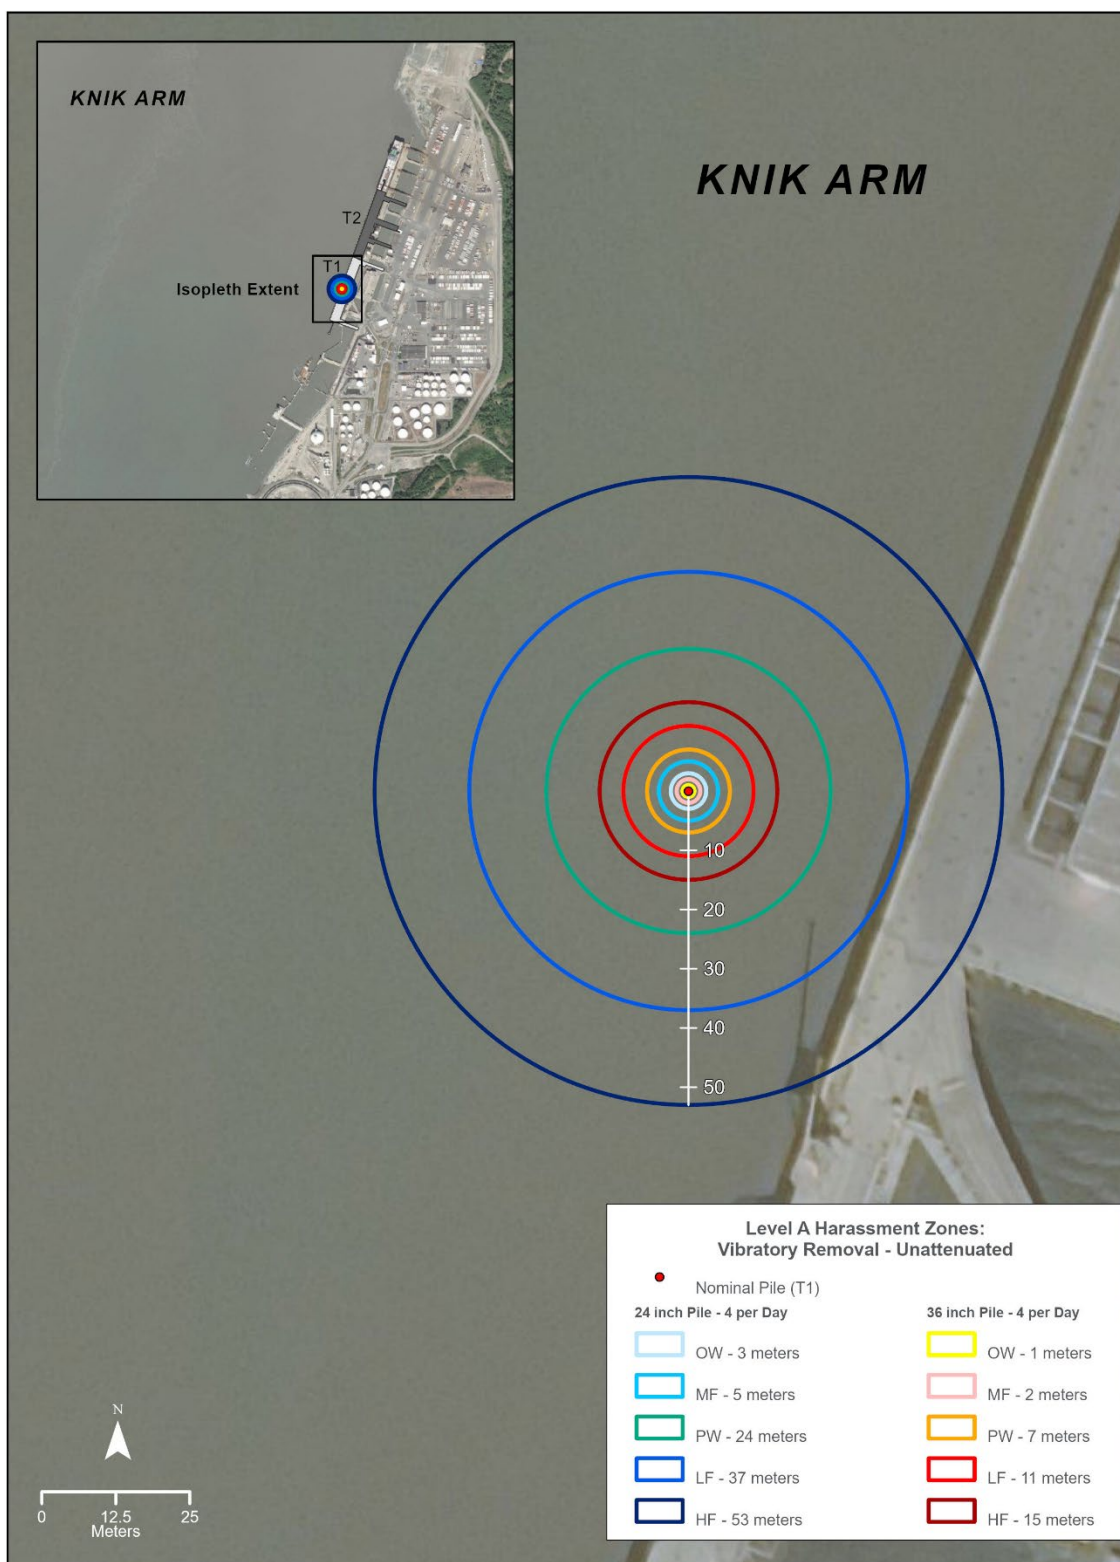 KNIK ARM
T2
T1
Isopleth Extent
KNIK ARM
10
20
30
40
50
Level A Harassment Zones:
Vibratory Removal - Unattenuated
Nominal Pile (T1)
24 inch Pile - 4 per Day
OW - 3 meters
MF - 5 meters
PW - 24 meters
LF - 37 meters
HF - 53 meters
36 inch Pile - 4 per Day
OW - 1 meters
MF - 2 meters
PW - 7 meters
LF - 11 meters
HF - 15 meters
N
0 12.5 25
Meters